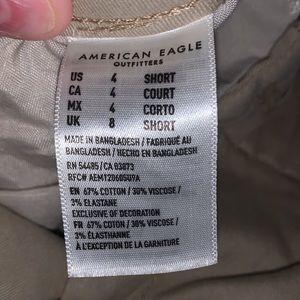 AMERICAN EAGLE
OUTFITTERS
US 4 SHORT
CA 4 COURT
MX 4 CORTO
UK 8 SHORT
MADE IN BANGLADESH / FABRIQUÉ AU
BANGLADESH / HECHO EN BANGLADESH
RN 54485 / CA 03873
RFC# AEM120605U9A
EN 67% COTTON / 30% VISCOSE /
3% ELASTANE
EXCLUSIVE OF DECORATION
FR 67% COTON / 30% VISCOSE /
3% ÉLASTHANNE
À L'EXCEPTION DE LA GARNITURE